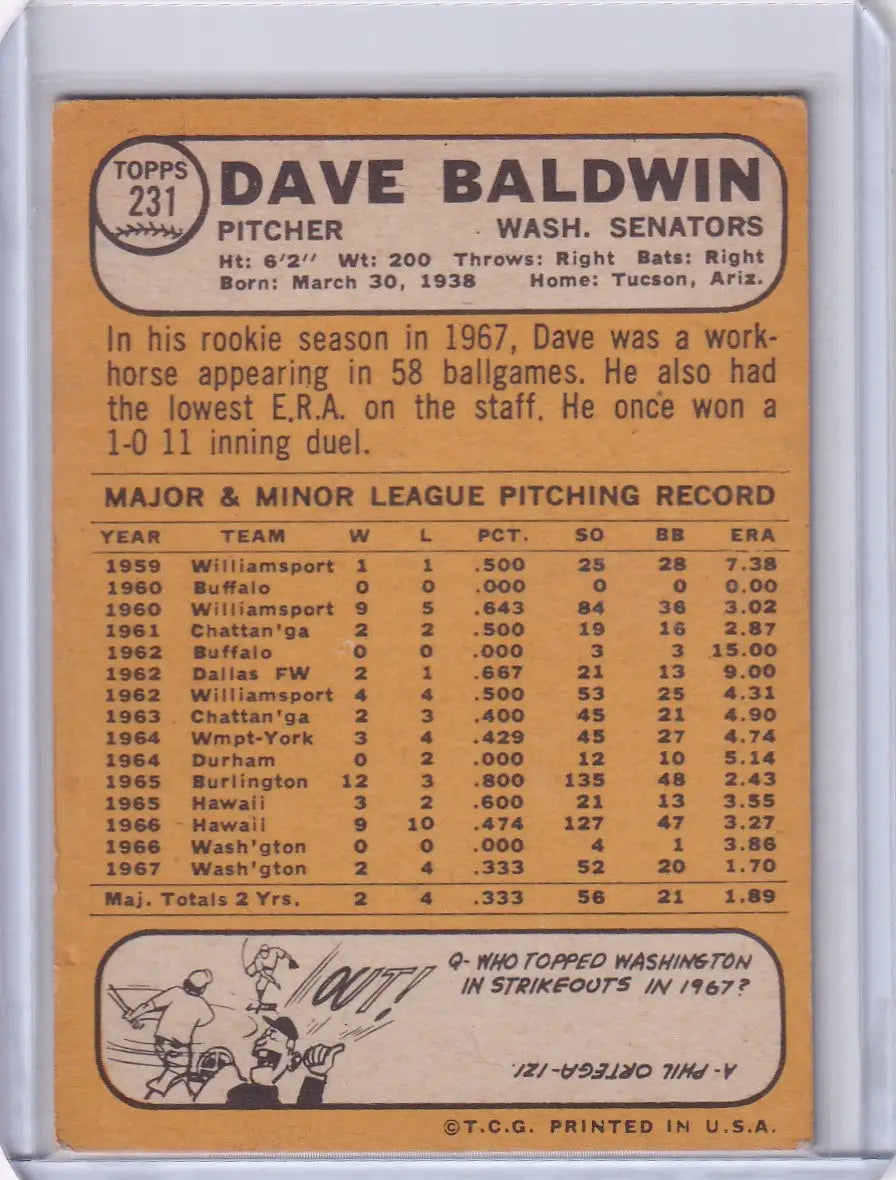 TOPPS
231
DAVE BALDWIN
PITCHER WASH. SENATORS
Ht: 6'2" Wt: 200 Throws: Right Bats: Right
Born: March 30, 1938 Home: Tucson, Ariz.
In his rookie season in 1967, Dave was a work-
horse appearing in 58 ballgames. He also had
the lowest E.R.A. on the staff. He once won a
1-0 11 inning duel.
MAJOR & MINOR LEAGUE PITCHING RECORD
YEAR TEAM W L PCT. SO BB ERA
1959 Williamsport 1 1 .500 25 28 7.38
1960 Buffalo 0 0 .000 0 0 0.00
1960 Williamsport 9 5 .643 84 36 3.02
1961 Chattan'ga 2 2 .500 19 16 2.87
1962 Buffalo 0 0 .000 3 3 15.00
1962 Dallas FW 2 1 .667 21 13 9.00
1962 Williamsport 4 4 .500 53 25 4.31
1963 Chattan'ga 2 3 .400 45 21 4.90
1964 Wmpt-York 3 4 .429 45 27 4.74
1964 Durham 0 2 .000 12 10 5.14
1965 Burlington 12 3 .800 135 48 2.43
1965 Hawaii 3 2 .600 21 13 3.55
1966 Hawaii 9 10 .474 127 47 3.27
1966 Wash'gton 0 0 .000 4 1 3.86
1967 Wash'gton 2 4 .333 52 20 1.70
Maj. Totals 2 Yrs. 2 4 .333 56 21 1.89
OUT!
Q- WHO TOPPED WASHINGTON
IN STRIKEOUTS IN 1967?
A- PHIL ORTEGA-121.
©T.C.G. PRINTED IN U.S.A.